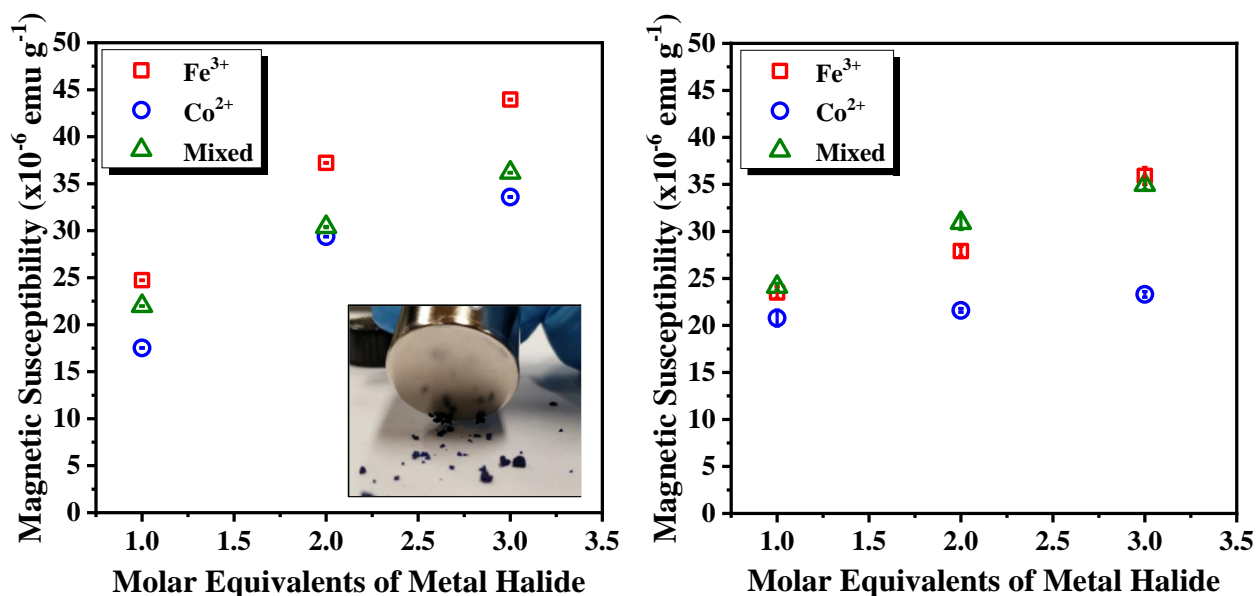 Magnetic Susceptibility (x10⁻⁶ emu g⁻¹)
50
45
40
35
30
25
20
15
10
5
0
Fe³⁺
Co²⁺
Mixed
1.0 1.5 2.0 2.5 3.0 3.5
Molar Equivalents of Metal Halide
Magnetic Susceptibility (x10⁻⁶ emu g⁻¹)
50
45
40
35
30
25
20
15
10
5
0
Fe³⁺
Co²⁺
Mixed
1.0 1.5 2.0 2.5 3.0 3.5
Molar Equivalents of Metal Halide